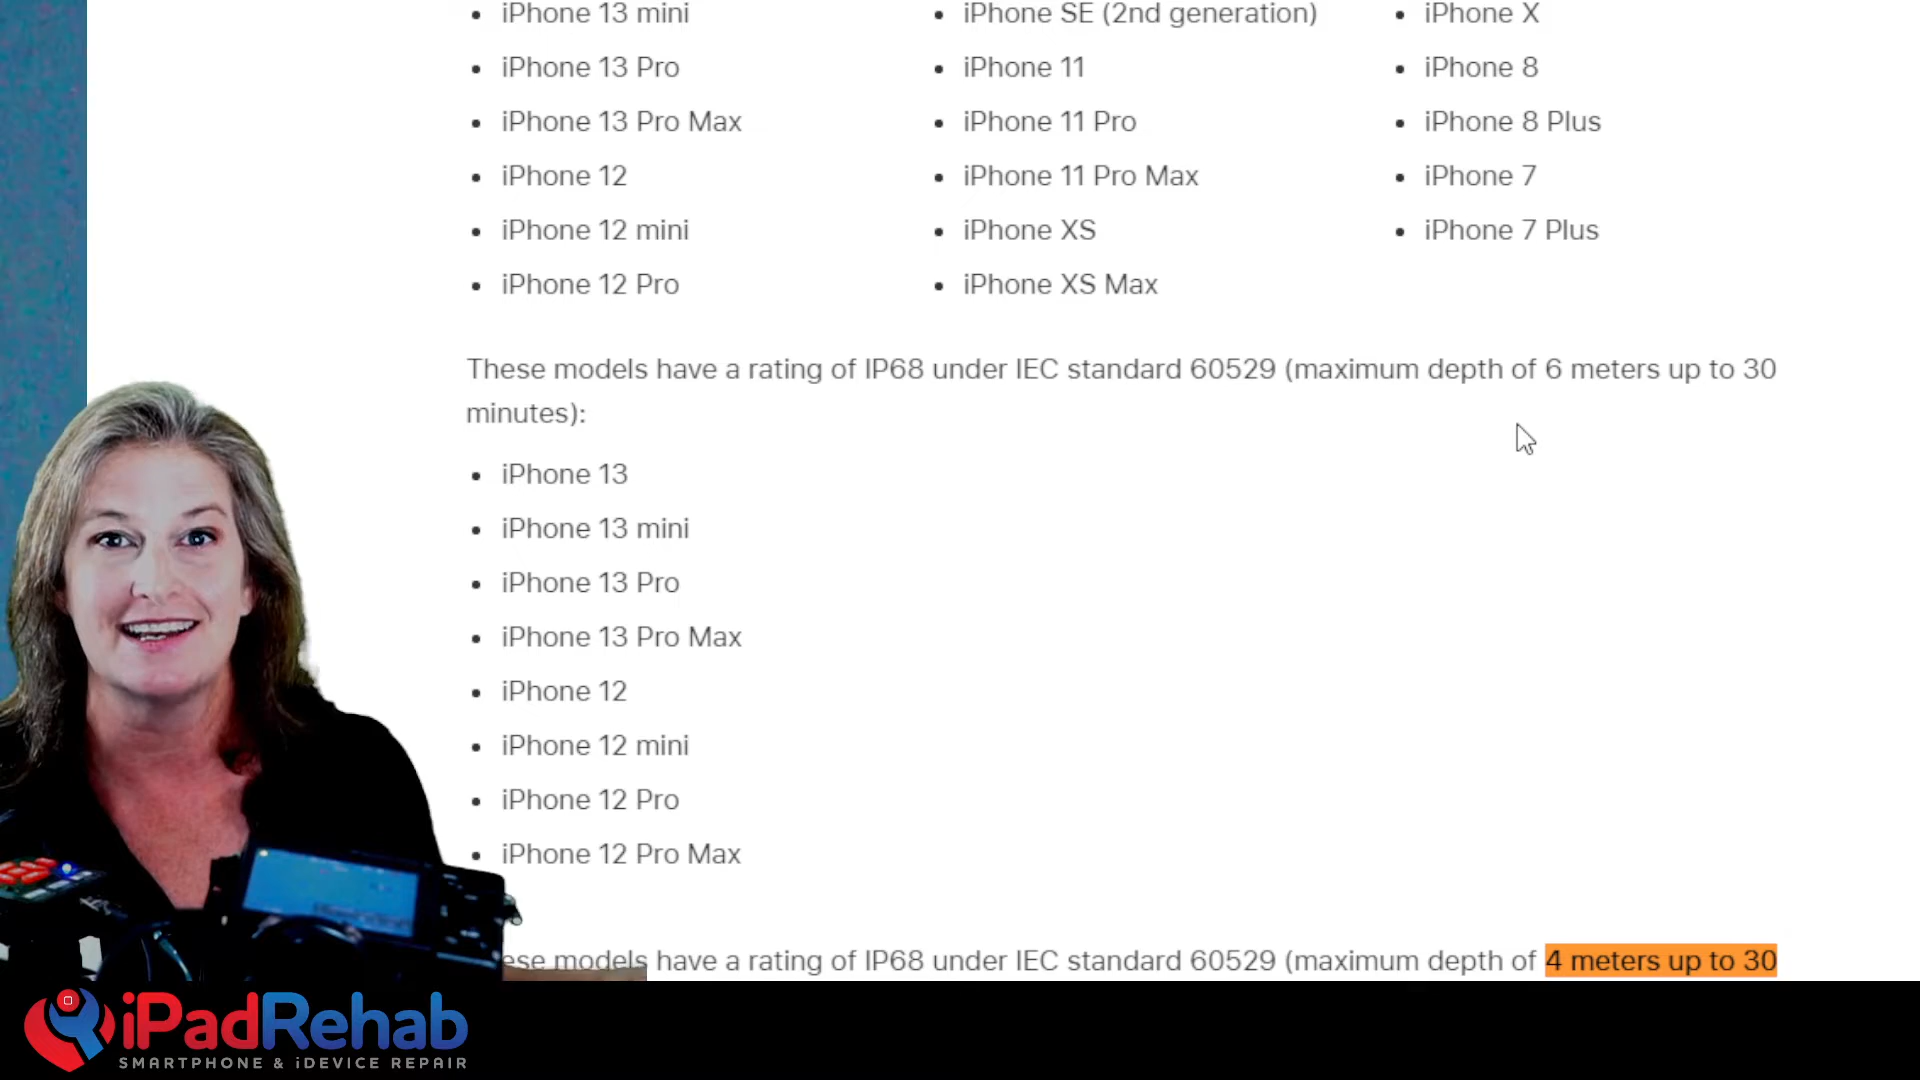 iPhone 13 mini
iPhone 13 Pro
iPhone 13 Pro Max
iPhone 12
iPhone 12 mini
iPhone 12 Pro
iPhone SE (2nd generation)
iPhone 11
iPhone 11 Pro
iPhone 11 Pro Max
iPhone XS
iPhone XS Max
iPhone X
iPhone 8
iPhone 8 Plus
iPhone 7
iPhone 7 Plus
These models have a rating of IP68 under IEC standard 60529 (maximum depth of 6 meters up to 30
minutes):
iPhone 13
iPhone 13 mini
iPhone 13 Pro
iPhone 13 Pro Max
iPhone 12
iPhone 12 mini
iPhone 12 Pro
iPhone 12 Pro Max
ese models have a rating of IP68 under IEC standard 60529 (maximum depth of 4 meters up to 30
iPadRehab
SMARTPHONE & iDEVICE REPAIR